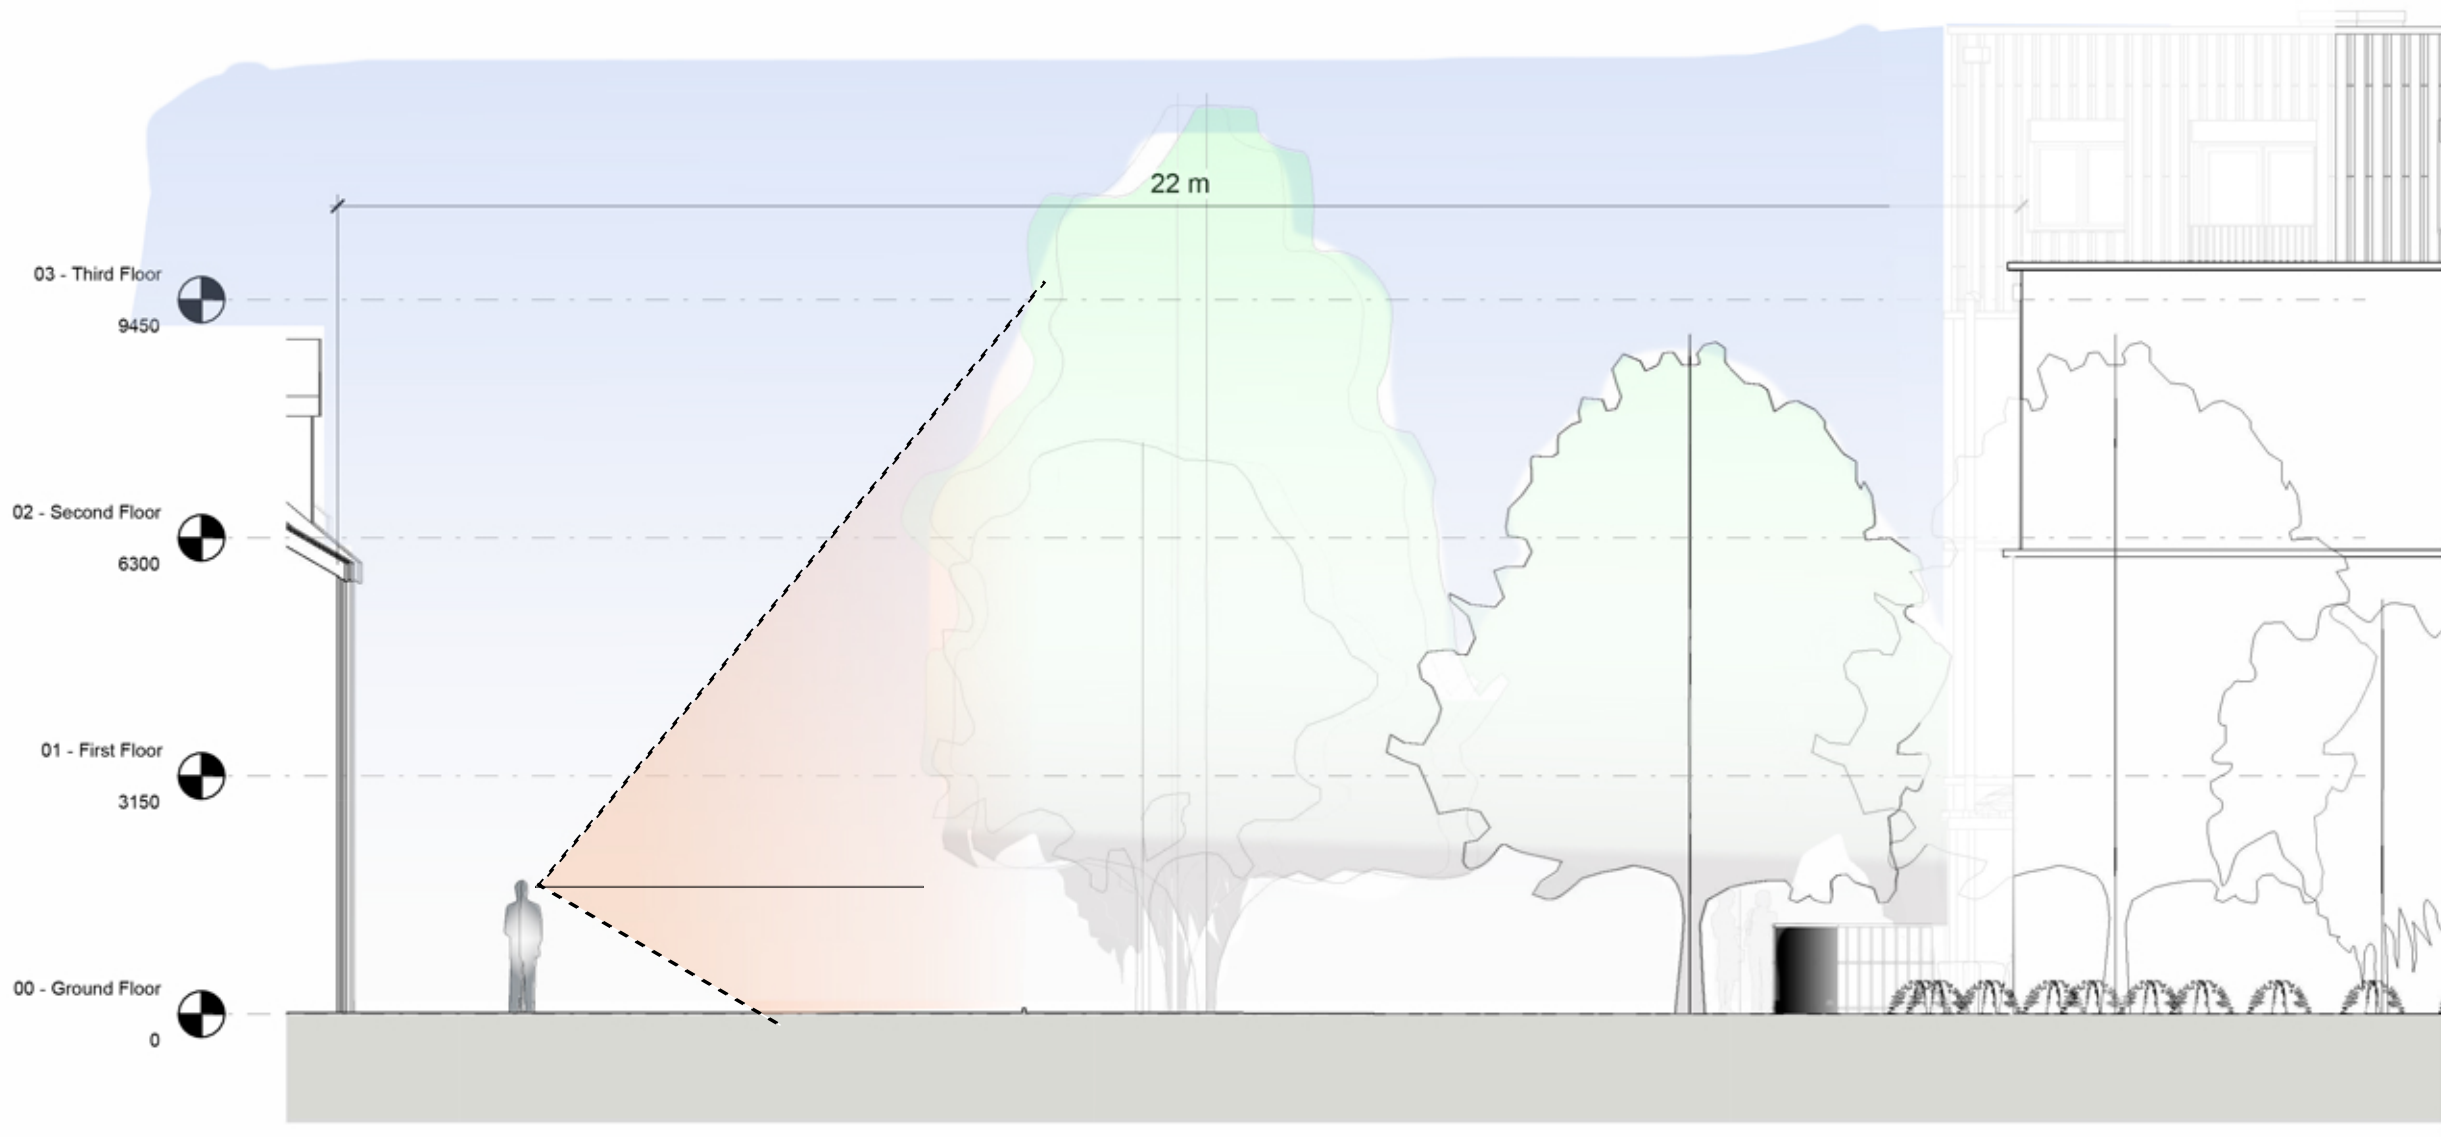 22 m
03 - Third Floor
9450
02 - Second Floor
6300
01 - First Floor
3150
00 - Ground Floor
0